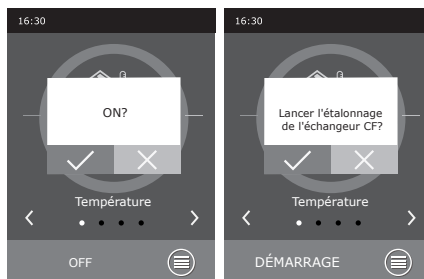 16:30
ON?
Température
OFF
16:30
Lancer l'étalonnage
de l'échangeur CF?
Température
DÉMARRAGE